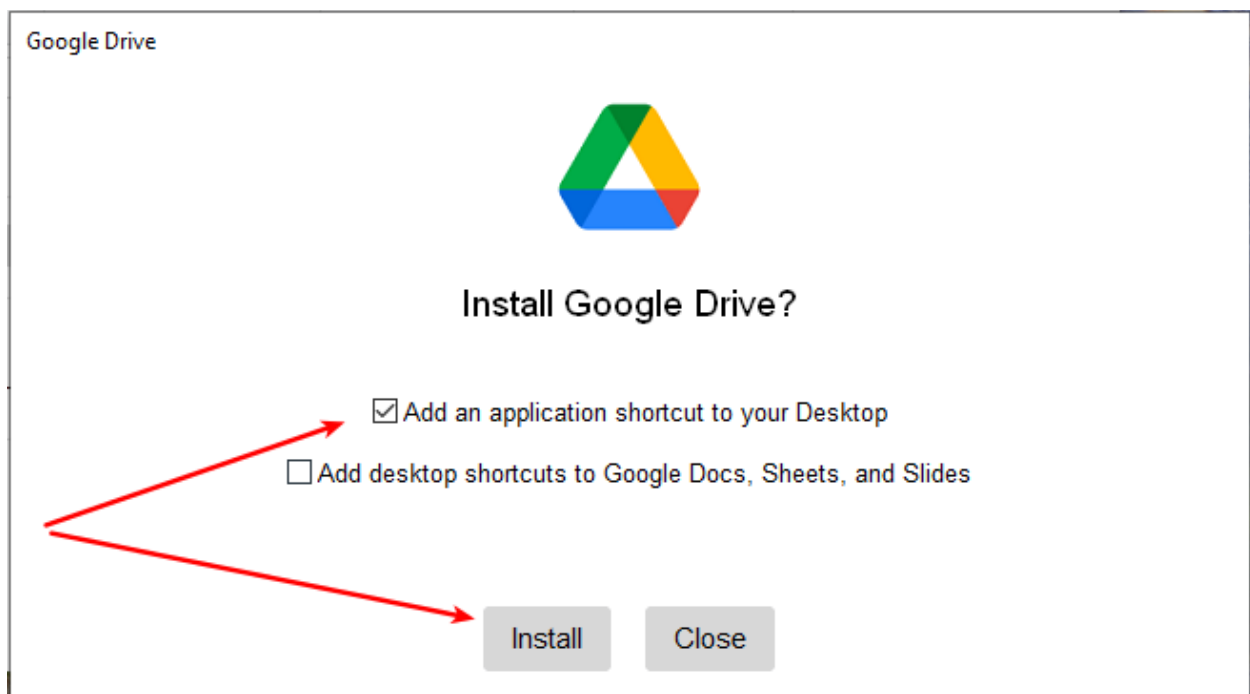 Google Drive
Install Google Drive?
Add an application shortcut to your Desktop
Add desktop shortcuts to Google Docs, Sheets, and Slides
Install Close